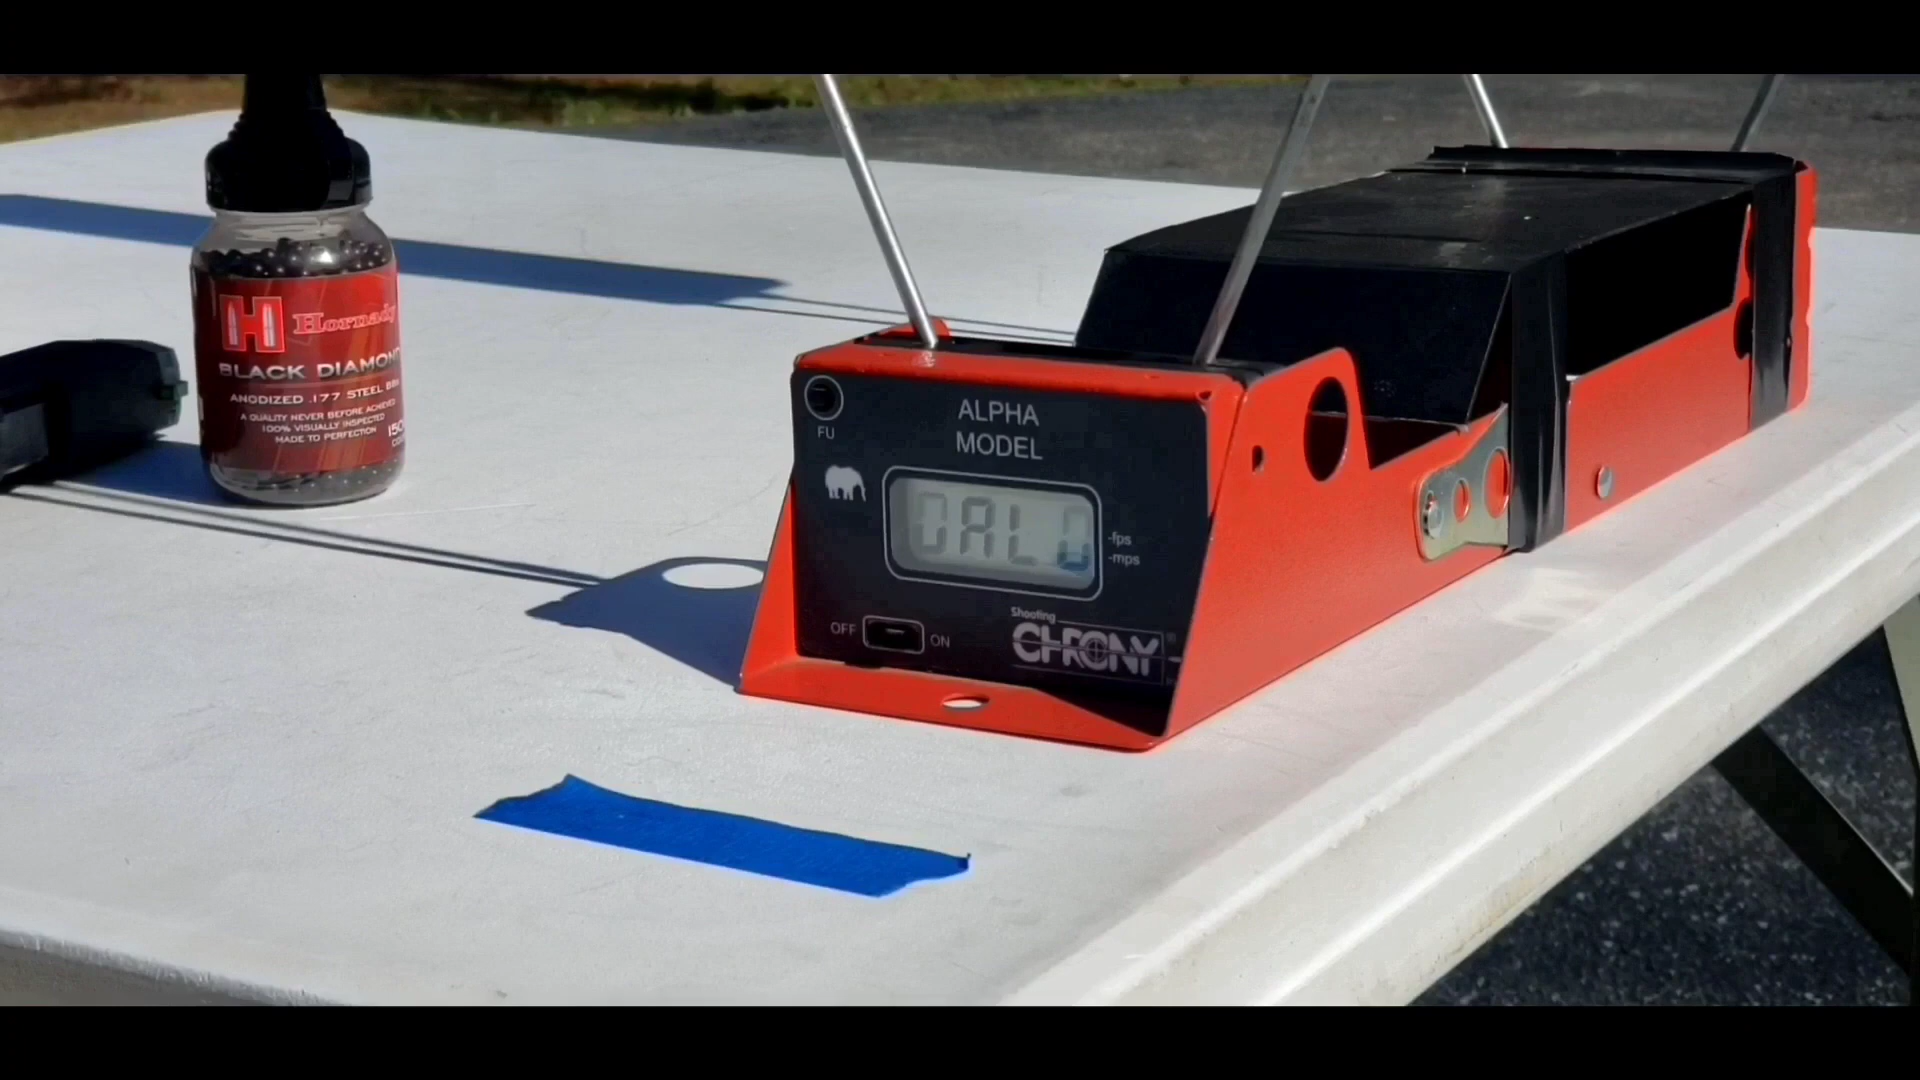 Hornady
BLACK DIAMON
ANODIZED .177 STEEL BBs
A QUALITY NEVER BEFORE ACHIEVED
100% VISUALLY INSPECTED
MADE TO PERFECTION
ALPHA
MODEL
FU
-fps
-mps
OFF
ON
Shooting
CHRONY